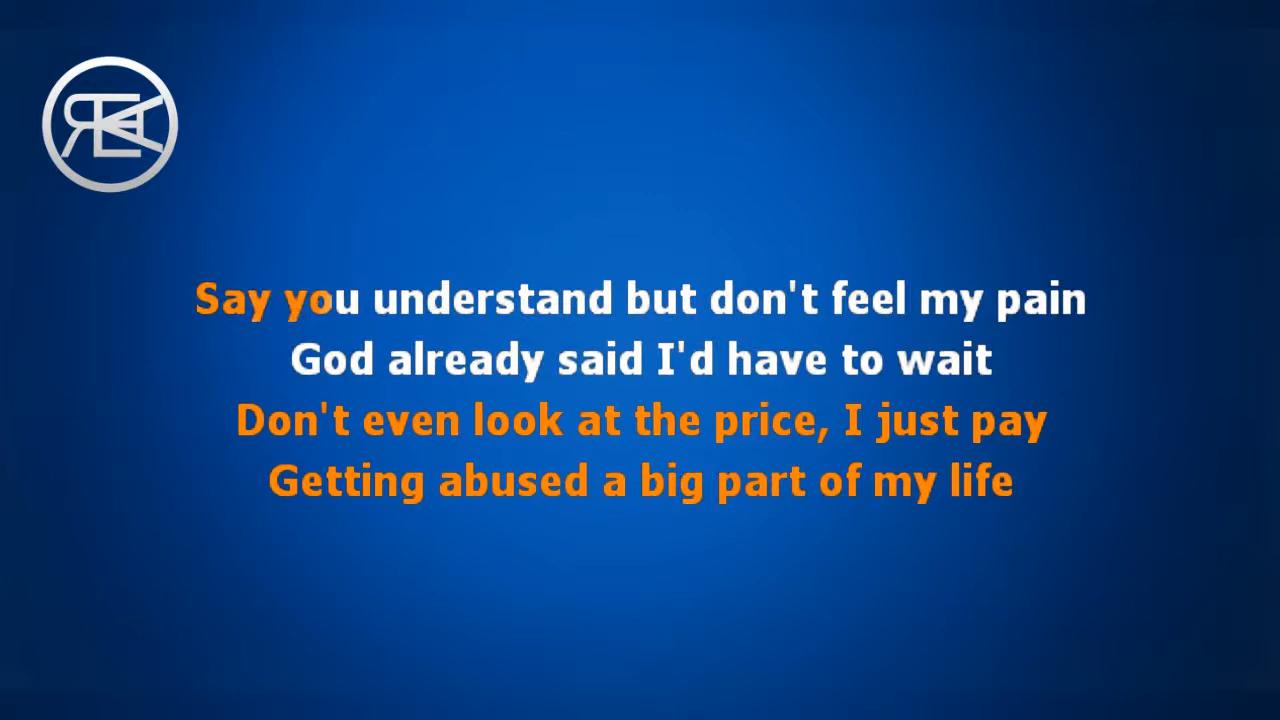 Say you understand but don't feel my pain
God already said I'd have to wait
Don't even look at the price, I just pay
Getting abused a big part of my life